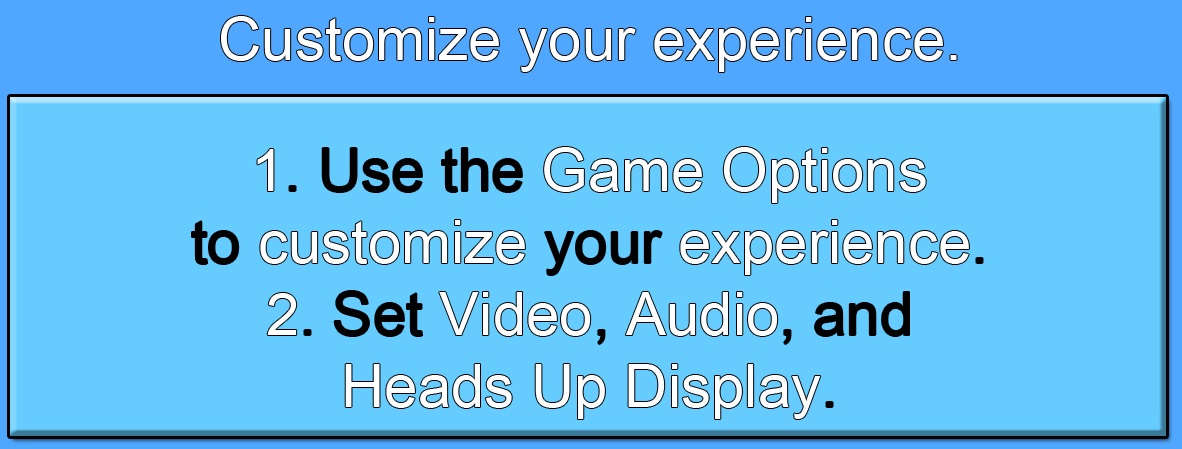 Customize your experience.
1. Use the Game Options
to customize your experience.
2. Set Video, Audio, and
Heads Up Display.